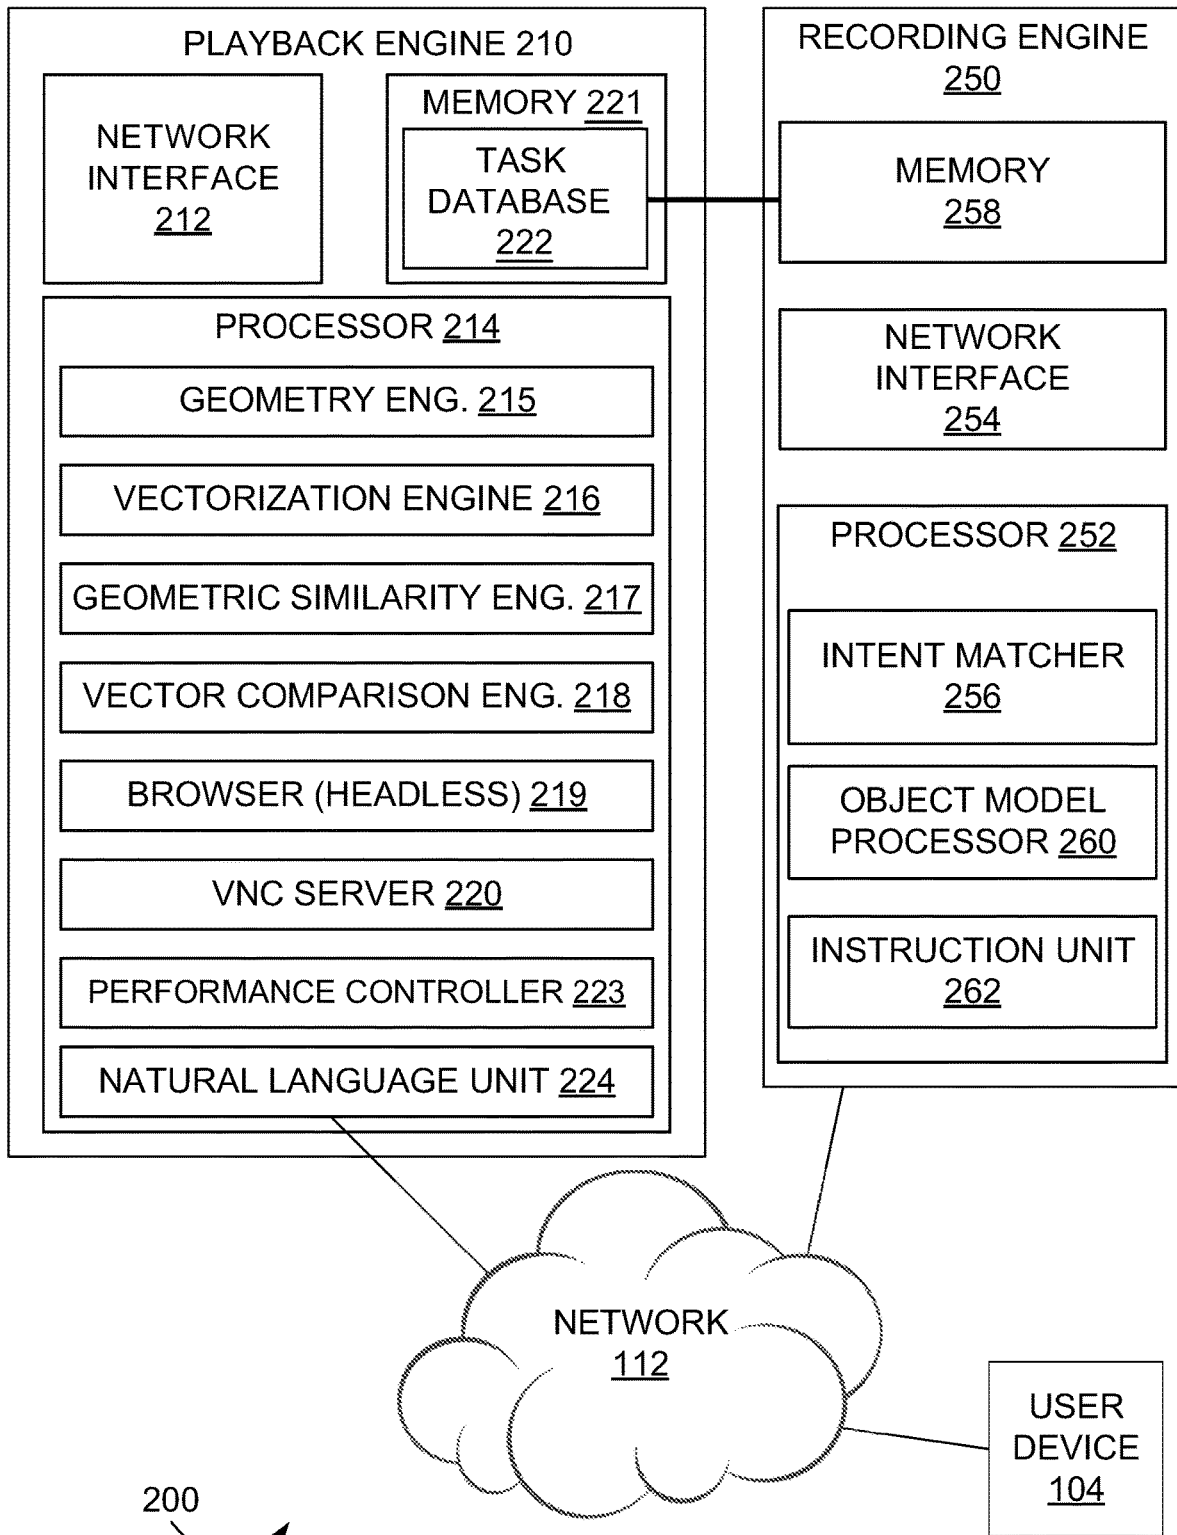 PLAYBACK ENGINE 210
NETWORK
INTERFACE
212
MEMORY 221
TASK
DATABASE
222
PROCESSOR 214
GEOMETRY ENG. 215
VECTORIZATION ENGINE 216
GEOMETRIC SIMILARITY ENG. 217
VECTOR COMPARISON ENG. 218
BROWSER (HEADLESS) 219
VNC SERVER 220
PERFORMANCE CONTROLLER 223
NATURAL LANGUAGE UNIT 224
RECORDING ENGINE
250
MEMORY
258
NETWORK
INTERFACE
254
PROCESSOR 252
INTENT MATCHER
256
OBJECT MODEL
PROCESSOR 260
INSTRUCTION UNIT
262
NETWORK
112
USER
DEVICE
104
200